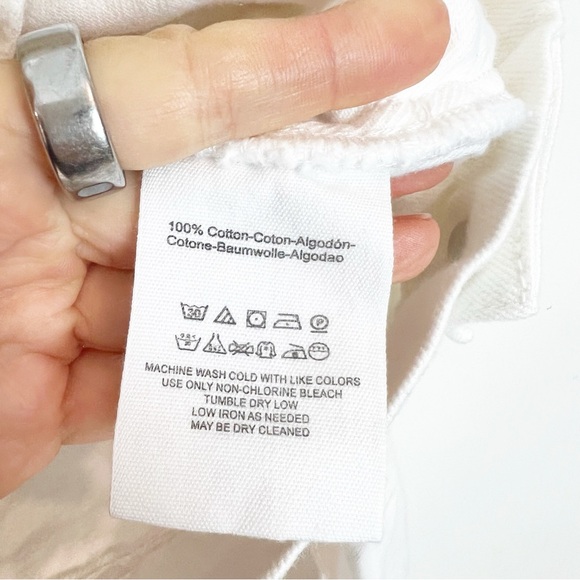 100% Cotton-Coton-Algodón-
Cotone-Baumwolle-Algodao
30 P
MACHINE WASH COLD WITH LIKE COLORS
USE ONLY NON-CHLORINE BLEACH
TUMBLE DRY LOW
LOW IRON AS NEEDED
MAY BE DRY CLEANED